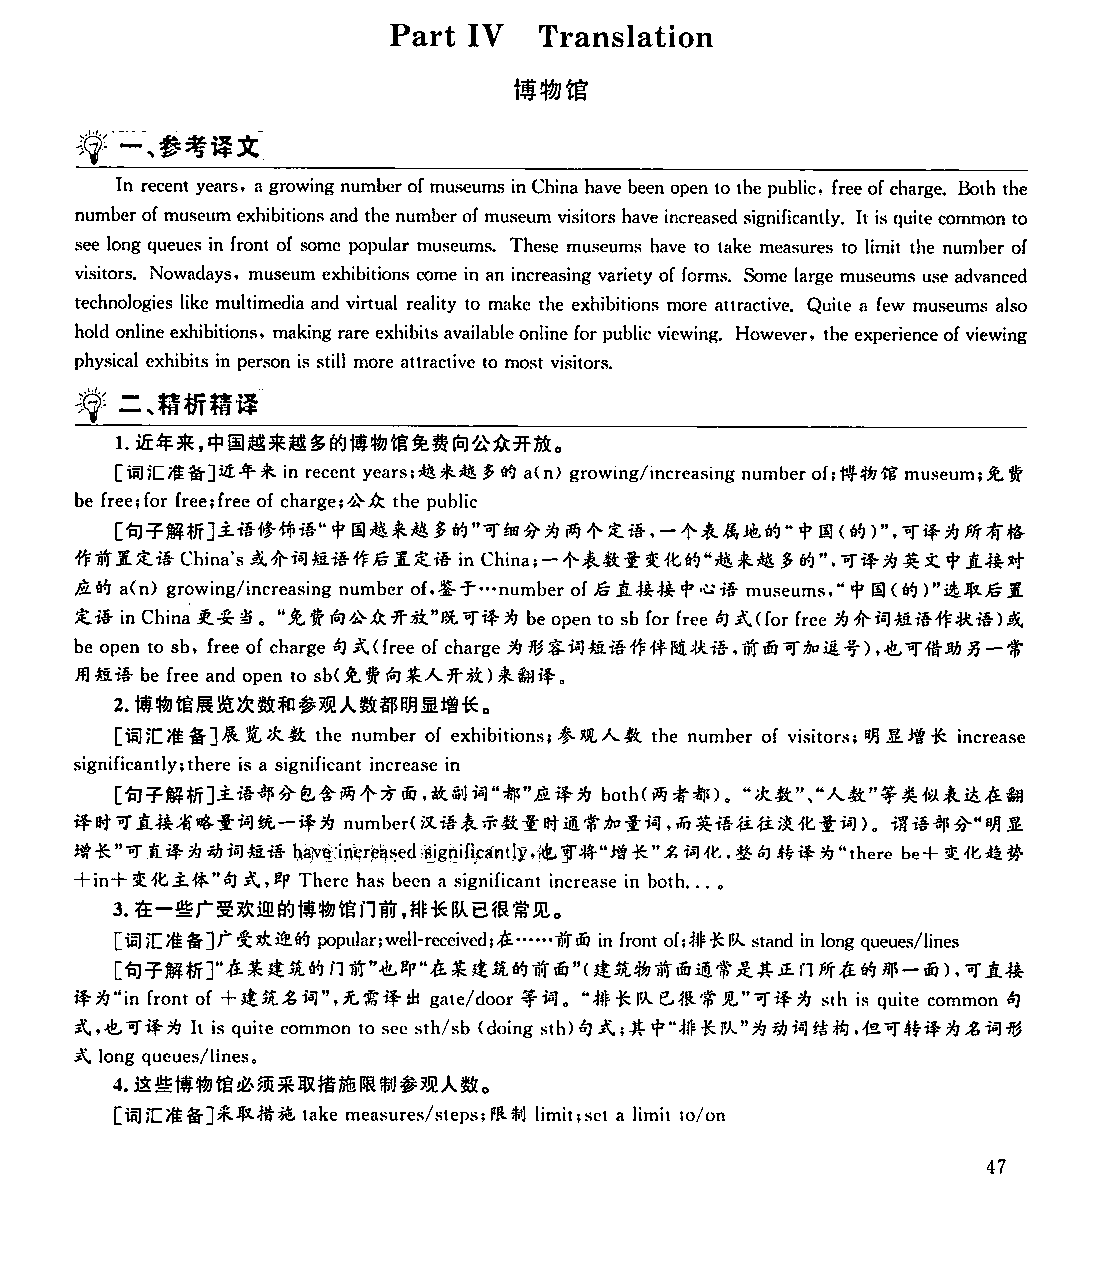 Part IV Translation
博物馆
一、参考译文
In recent years, a growing number of museums in China have been open to the public, free of charge. Both the
number of museum exhibitions and the number of museum visitors have increased significantly. It is quite common to
see long queues in front of some popular museums. These museums have to take measures to limit the number of
visitors. Nowadays, museum exhibitions come in an increasing variety of forms. Some large museums use advanced
technologies like multimedia and virtual reality to make the exhibitions more attractive. Quite a few museums also
hold online exhibitions, making rare exhibits available online for public viewing. However, the experience of viewing
physical exhibits in person is still more attractive to most visitors.
二、精析精译
1. 近年来,中国越来越多的博物馆免费向公众开放。
[词汇准备]近年来 in recent years;越来越多的 a(n) growing/increasing number of;博物馆 museum;免费
be free;for free;free of charge;公众 the public
[句子解析]主语修饰语“中国越来越多的”可细分为两个定语,一个表属地的“中国(的)”,可译为所有格
作前置定语 China's 或介词短语作后置定语 in China;一个表数量变化的“越来越多的”,可译为英文中直接对
应的 a(n) growing/increasing number of,鉴于…number of 后直接接中心语 museums,“中国(的)”选取后置
定语 in China 更妥当。“免费向公众开放”既可译为 be open to sb for free 句式(for free 为介词短语作状语)或
be open to sb, free of charge 句式(free of charge 为形容词短语作伴随状语,前面可加逗号),也可借助另一常
用短语 be free and open to sb(免费向某人开放)来翻译。
2. 博物馆展览次数和参观人数都明显增长。
[词汇准备]展览次数 the number of exhibitions; 参观人数 the number of visitors; 明显增长 increase
significantly;there is a significant increase in
[句子解析]主语部分包含两个方面,故副词“都”应译为 both(两者都)。“次数”、“人数”等类似表达在翻
译时可直接省略量词统一译为 number(汉语表示数量时通常加量词,而英语往往淡化量词)。谓语部分“明显
增长”可直译为动词短语 have increased significantly,也可将“增长”名词化,整句转译为“there be+变化趋势
+in+变化主体”句式,即 There has been a significant increase in both...。
3. 在一些广受欢迎的博物馆门前,排长队已很常见。
[词汇准备]广受欢迎的 popular;well-received;在……前面 in front of;排长队 stand in long queues/lines
[句子解析]“在某建筑的门前”也即“在某建筑的前面”(建筑物前面通常是其正门所在的那一面),可直接
译为“in front of +建筑名词”,无需译出 gate/door 等词。“排长队已很常见”可译为 sth is quite common 句
式,也可译为 It is quite common to see sth/sb (doing sth)句式;其中“排长队”为动词结构,但可转译为名词形
式 long queues/lines。
4. 这些博物馆必须采取措施限制参观人数。
[词汇准备]采取措施 take measures/steps;限制 limit;set a limit to/on
47